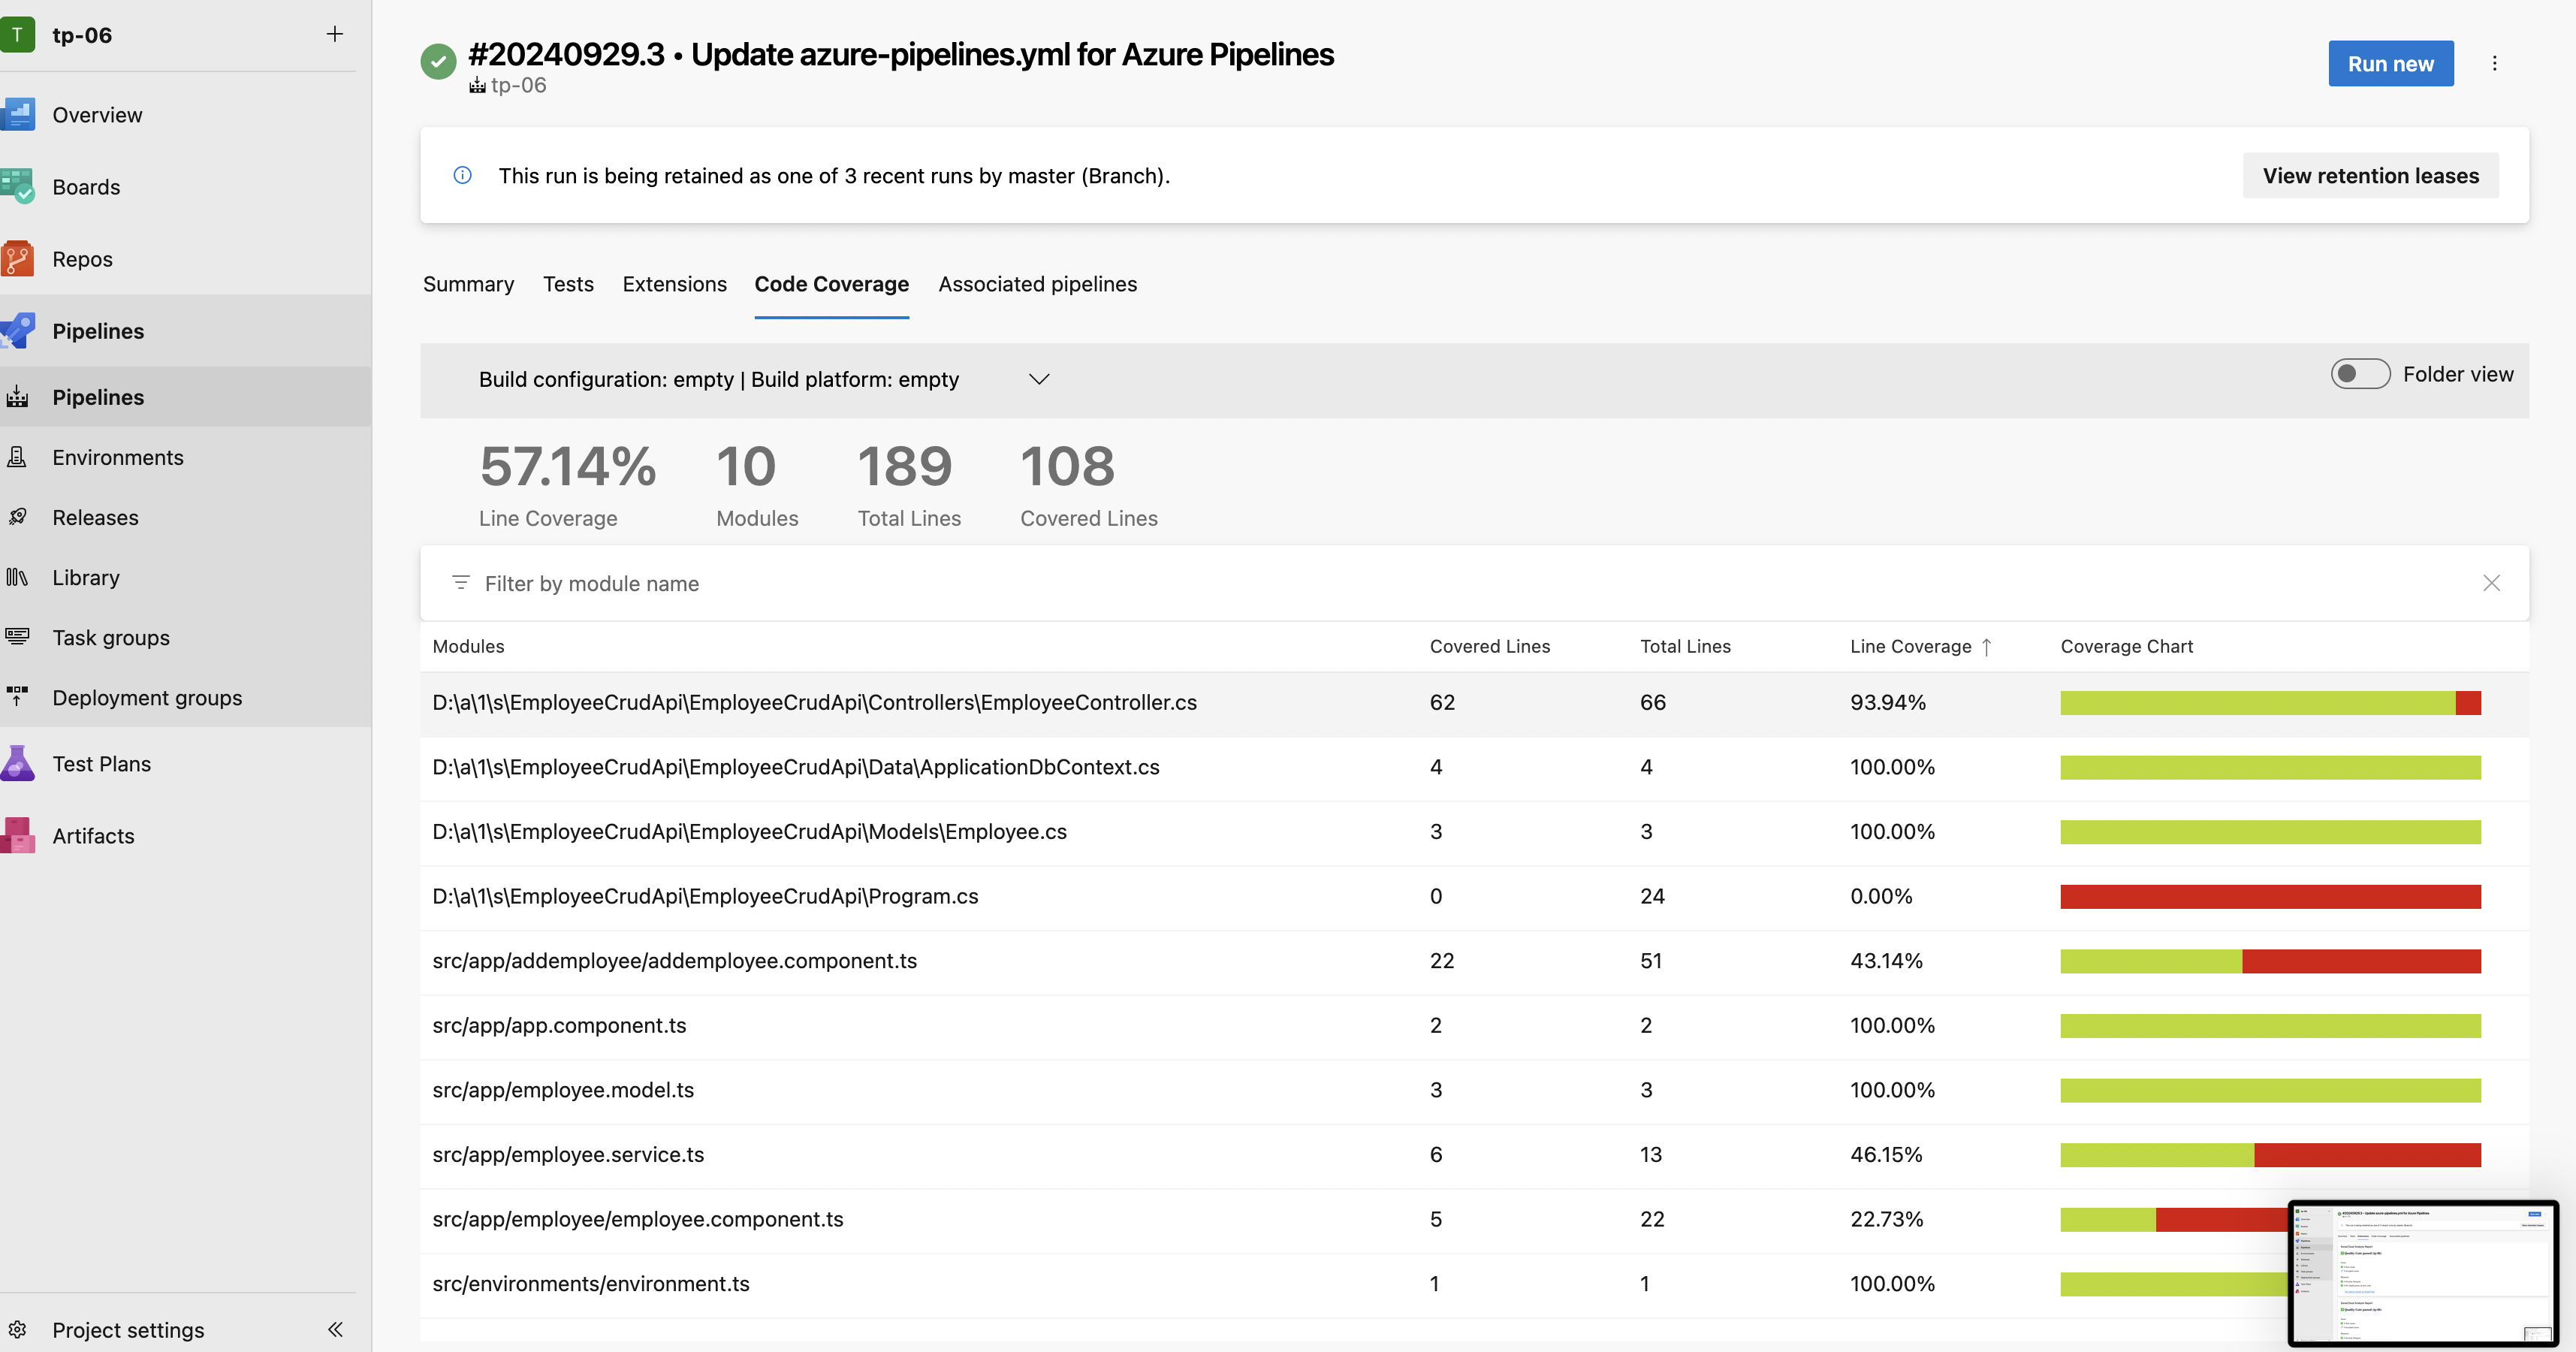 T tp-06
Overview
Boards
Repos
Pipelines
Pipelines
Environments
Releases
Library
Task groups
Deployment groups
Test Plans
Artifacts
Project settings
#20240929.3 • Update azure-pipelines.yml for Azure Pipelines
tp-06
Run new
This run is being retained as one of 3 recent runs by master (Branch).
View retention leases
Summary Tests Extensions Code Coverage Associated pipelines
Build configuration: empty | Build platform: empty
Folder view
57.14% 10 189 108
Line Coverage Modules Total Lines Covered Lines
Filter by module name
Modules Covered Lines Total Lines Line Coverage Coverage Chart
D:\a\1\s\EmployeeCrudApi\EmployeeCrudApi\Controllers\EmployeeController.cs 62 66 93.94%
D:\a\1\s\EmployeeCrudApi\EmployeeCrudApi\Data\ApplicationDbContext.cs 4 4 100.00%
D:\a\1\s\EmployeeCrudApi\EmployeeCrudApi\Models\Employee.cs 3 3 100.00%
D:\a\1\s\EmployeeCrudApi\EmployeeCrudApi\Program.cs 0 24 0.00%
src/app/addemployee/addemployee.component.ts 22 51 43.14%
src/app/app.component.ts 2 2 100.00%
src/app/employee.model.ts 3 3 100.00%
src/app/employee.service.ts 6 13 46.15%
src/app/employee/employee.component.ts 5 22 22.73%
src/environments/environment.ts 1 1 100.00%